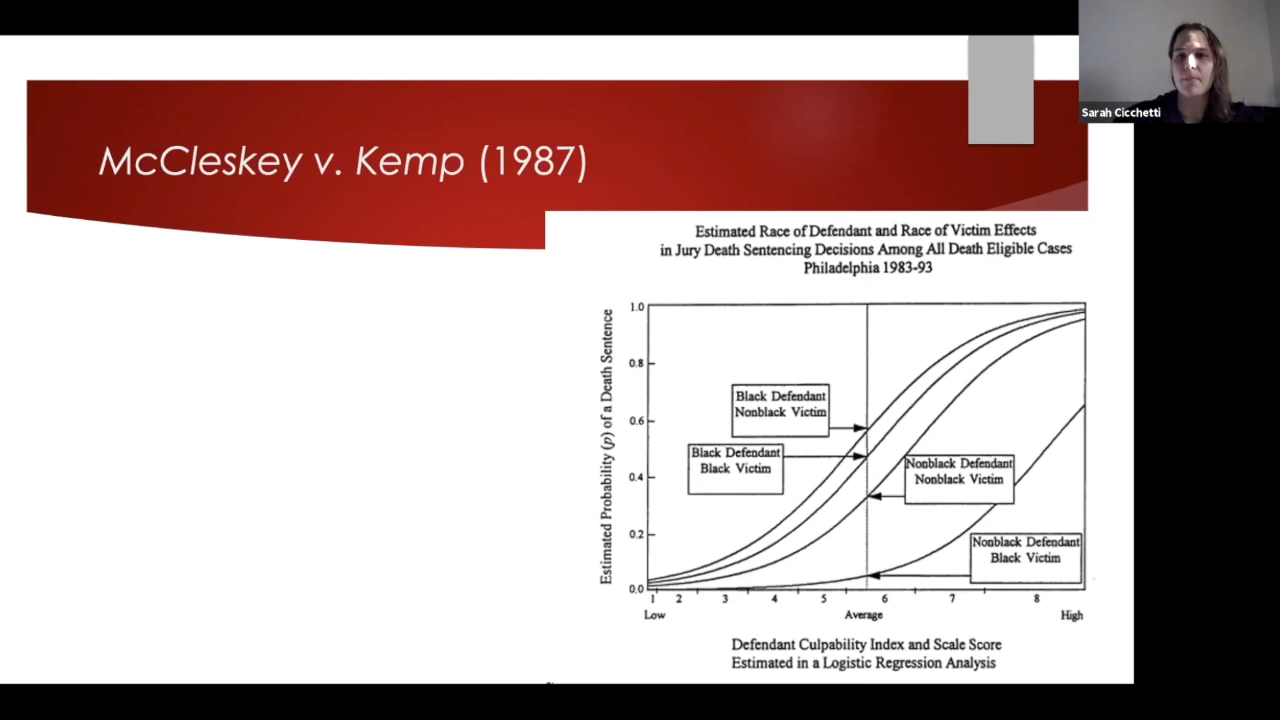 Sarah Cicchetti
McCleskey v. Kemp (1987)
Estimated Race of Defendant and Race of Victim Effects
in Jury Death Sentencing Decisions Among All Death Eligible Cases
Philadelphia 1983-93
Estimated Probability (p) of a Death Sentence
1.0
0.8
0.6
0.4
0.2
0.0
Black Defendant
Nonblack Victim
Black Defendant
Black Victim
Nonblack Defendant
Nonblack Victim
Nonblack Defendant
Black Victim
1 2 3 4 5 6 7 8
Low Average High
Defendant Culpability Index and Scale Score
Estimated in a Logistic Regression Analysis